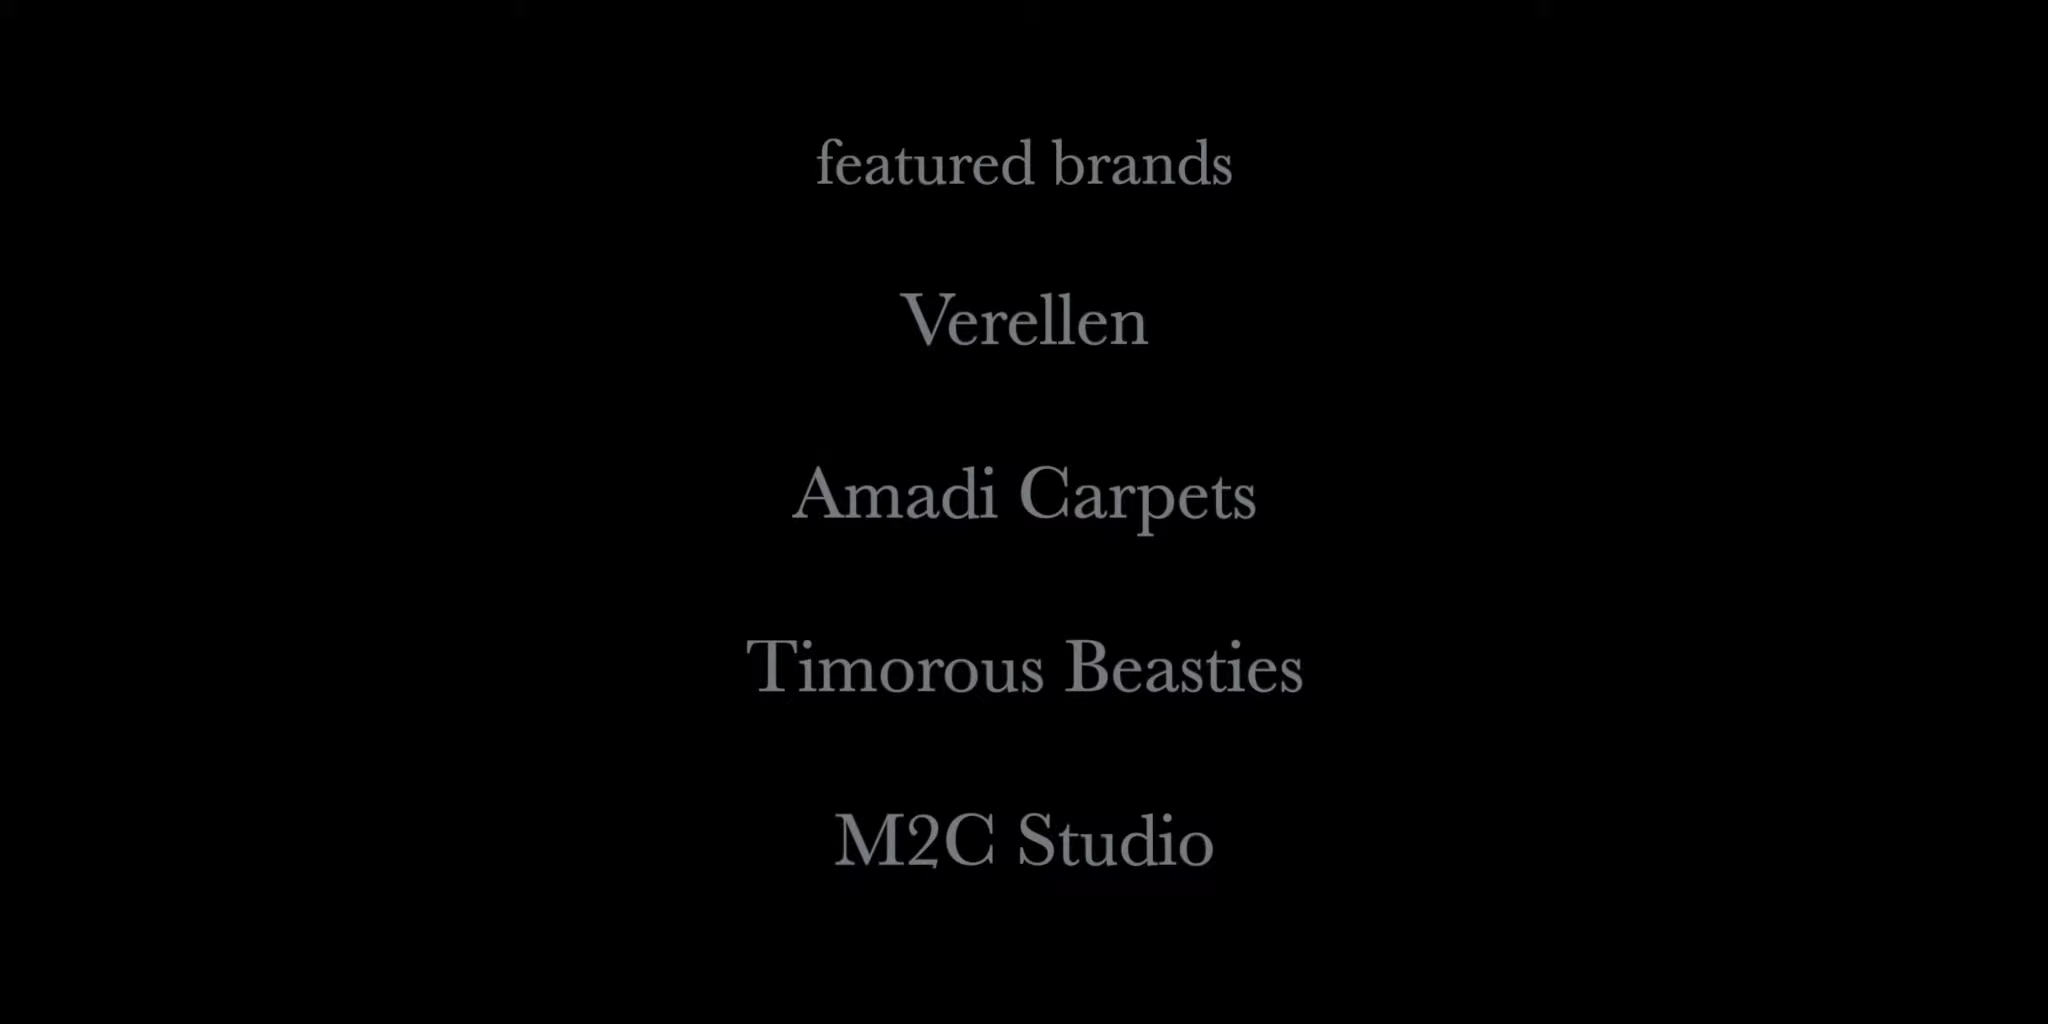 featured brands
Verellen
Amadi Carpets
Timorous Beasties
M2C Studio